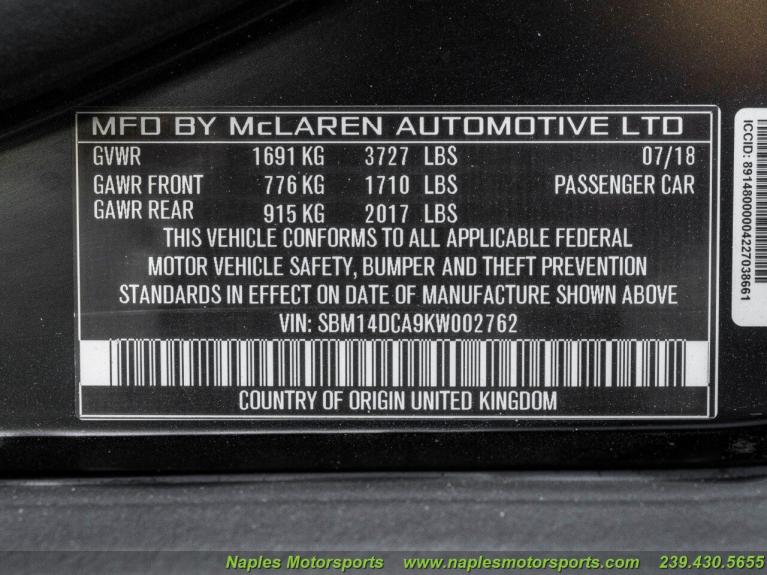 MFD BY McLAREN AUTOMOTIVE LTD
GVWR 1691 KG 3727 LBS 07/18
GAWR FRONT 776 KG 1710 LBS PASSENGER CAR
GAWR REAR 915 KG 2017 LBS
THIS VEHICLE CONFORMS TO ALL APPLICABLE FEDERAL
MOTOR VEHICLE SAFETY, BUMPER AND THEFT PREVENTION
STANDARDS IN EFFECT ON DATE OF MANUFACTURE SHOWN ABOVE
VIN: SBM14DCA9KW002762
COUNTRY OF ORIGIN UNITED KINGDOM
ICCID: 89148000004227038661
Naples Motorsports www.naplesmotorsports.com 239.430.5655